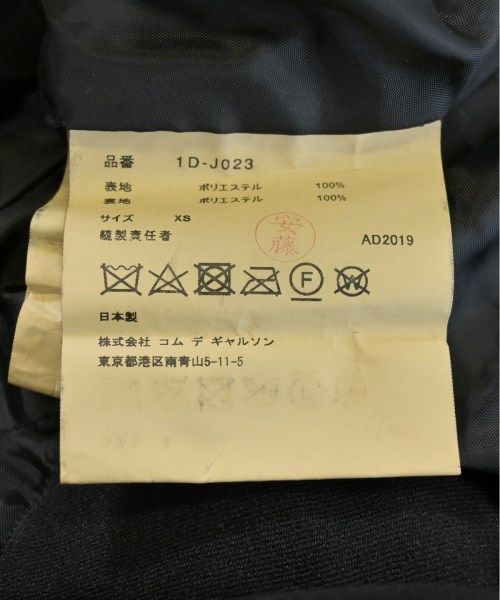 品番 1D-J023
表地 ポリエステル 100%
表地 ポリエステル 100%
サイズ XS
縫製責任者 安藤 AD2019
F W
日本製
株式会社 コム デ ギャルソン
東京都港区南青山5-11-5